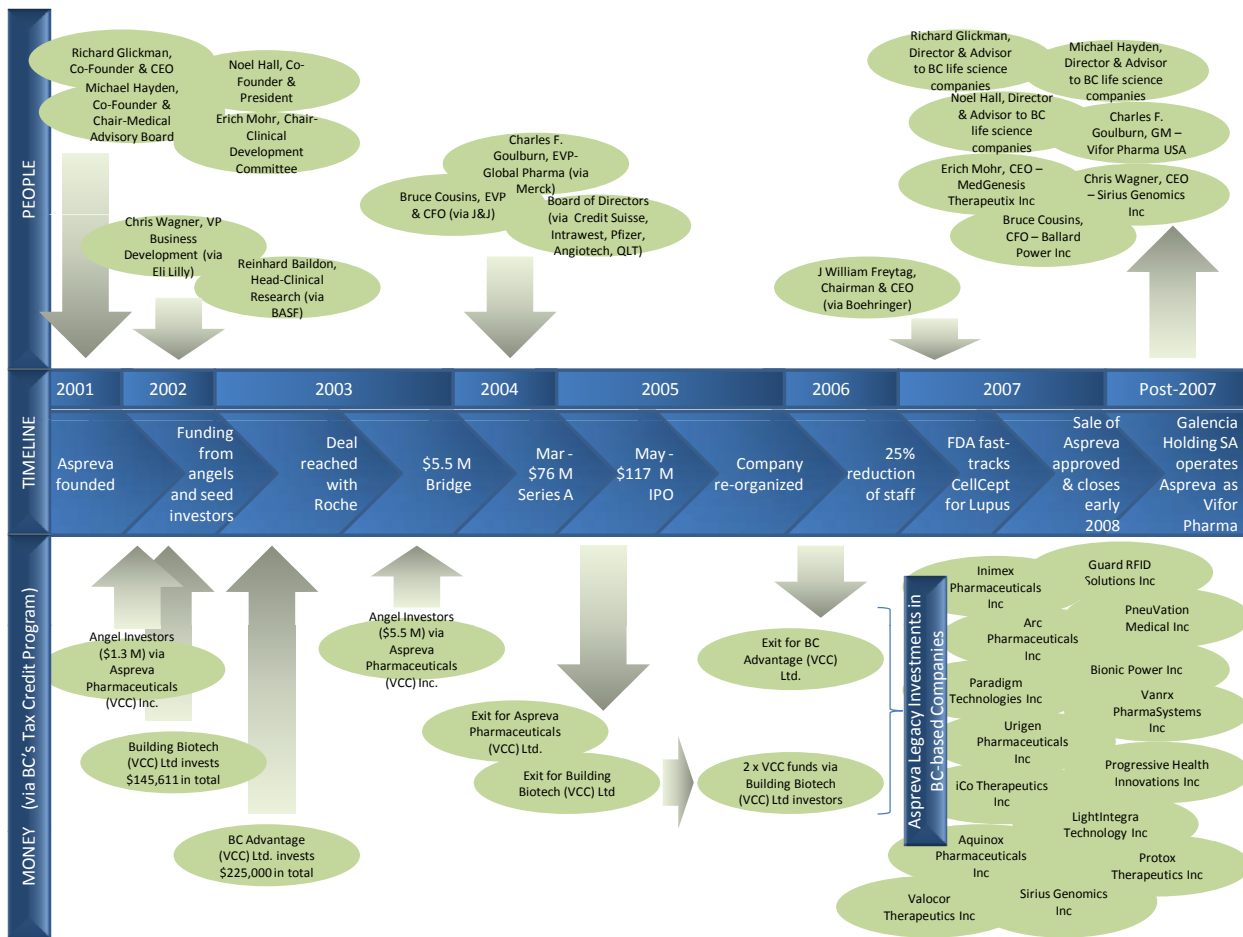 PEOPLE
Richard Glickman,
Co-Founder & CEO
Michael Hayden,
Co-Founder &
Chair-Medical
Advisory Board
Noel Hall, Co-
Founder &
President
Erich Mohr, Chair-
Clinical
Development
Committee
Chris Wagner, VP
Business
Development (via
Eli Lilly)
Reinhard Baildon,
Head-Clinical
Research (via
BASF)
Charles F.
Goulburn, EVP-
Global Pharma (via
Merck)
Bruce Cousins, EVP
& CFO (via J&J)
Board of Directors
(via Credit Suisse,
Intrawest, Pfizer,
Angiotech, QLT)
J William Freytag,
Chairman & CEO
(via Boehringer)
Richard Glickman,
Director & Advisor
to BC life science
companies
Michael Hayden,
Director & Advisor
to BC life science
companies
Noel Hall, Director
& Advisor to BC
life science
companies
Charles F.
Goulburn, GM –
Vifor Pharma USA
Erich Mohr, CEO –
MedGenesis
Therapeutix Inc
Chris Wagner, CEO
– Sirius Genomics
Inc
Bruce Cousins,
CFO – Ballard
Power Inc
TIMELINE
2001
2002
2003
2004
2005
2006
2007
Post-2007
Aspreva
founded
Funding
from
angels
and seed
investors
Deal
reached
with
Roche
$5.5 M
Bridge
Mar -
$76 M
Series A
May -
$117 M
IPO
Company
re-organized
25%
reduction
of staff
FDA fast-
tracks
CellCept
for Lupus
Sale of
Aspreva
approved
& closes
early
2008
Galencia
Holding SA
operates
Aspreva as
Vifor
Pharma
MONEY (via BC's Tax Credit Program)
Angel Investors
($1.3 M) via
Aspreva
Pharmaceuticals
(VCC) Inc.
Building Biotech
(VCC) Ltd invests
$145,611 in total
BC Advantage
(VCC) Ltd. invests
$225,000 in total
Angel Investors
($5.5 M) via
Aspreva
Pharmaceuticals
(VCC) Inc.
Exit for Aspreva
Pharmaceuticals
(VCC) Ltd.
Exit for Building
Biotech (VCC) Ltd
Exit for BC
Advantage (VCC)
Ltd.
2 x VCC funds via
Building Biotech
(VCC) Ltd investors
Aspreva Legacy Investments in
BC-based Companies
Inimex
Pharmaceuticals
Inc
Guard RFID
Solutions Inc
Arc
Pharmaceuticals
Inc
PneuVation
Medical Inc
Bionic Power Inc
Paradigm
Technologies Inc
Vanrx
PharmaSystems
Inc
Urigen
Pharmaceuticals
Inc
Progressive Health
Innovations Inc
iCo Therapeutics
Inc
LightIntegra
Technology Inc
Aquinox
Pharmaceuticals
Inc
Protox
Therapeutics Inc
Valocor
Therapeutics Inc
Sirius Genomics
Inc